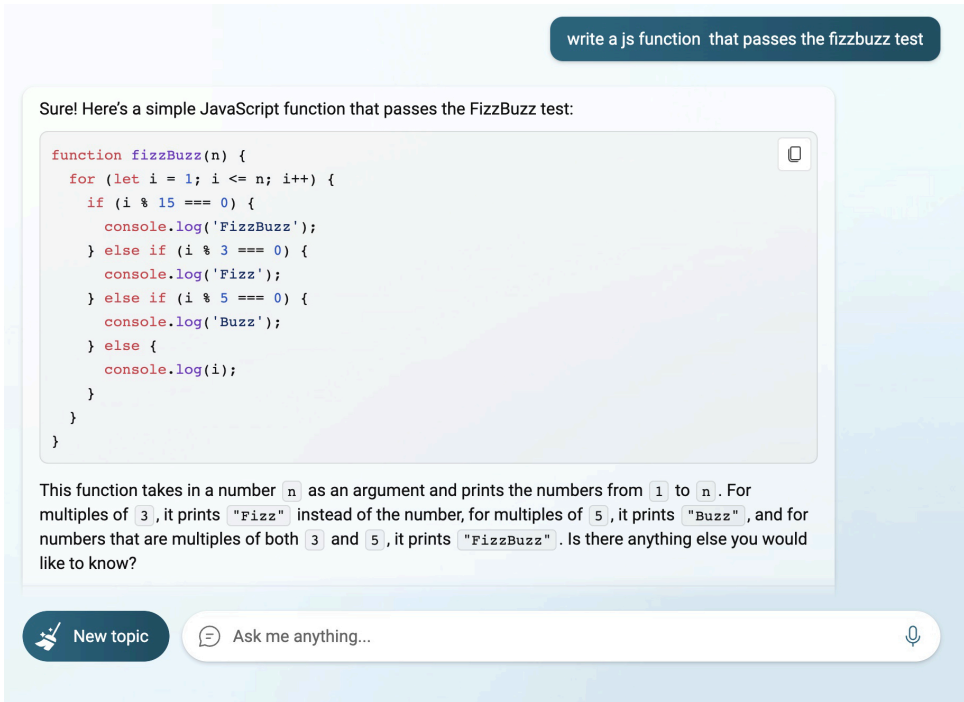 write a js function  that passes the fizzbuzz test
Sure! Here’s a simple JavaScript function that passes the FizzBuzz test:
function fizzBuzz(n) {
  for (let i = 1; i <= n; i++) {
    if (i % 15 === 0) {
      console.log('FizzBuzz');
    } else if (i % 3 === 0) {
      console.log('Fizz');
    } else if (i % 5 === 0) {
      console.log('Buzz');
    } else {
      console.log(i);
    }
  }
}
This function takes in a number n as an argument and prints the numbers from 1 to n. For
multiples of 3, it prints "Fizz" instead of the number, for multiples of 5, it prints "Buzz", and for
numbers that are multiples of both 3 and 5, it prints "FizzBuzz". Is there anything else you would
like to know?
New topic
Ask me anything...